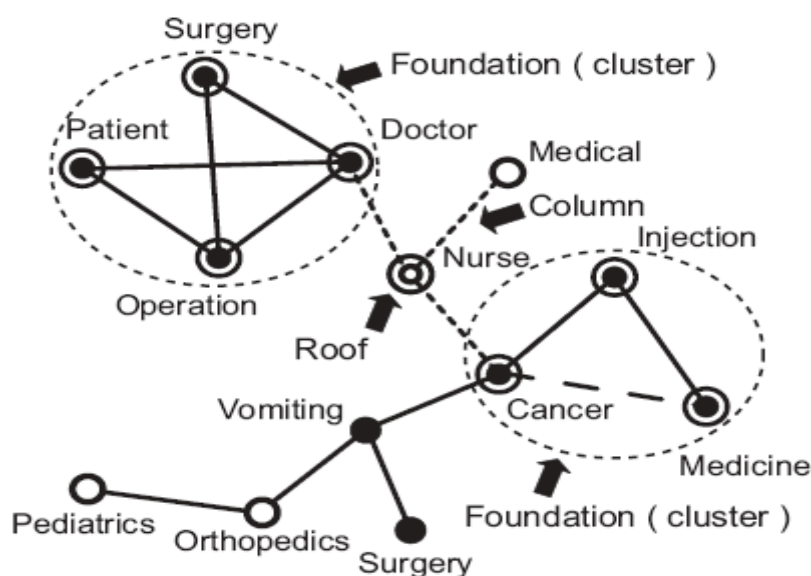 Surgery
Foundation ( cluster )
Patient
Doctor
Medical
Column
Injection
Nurse
Operation
Roof
Vomiting
Cancer
Medicine
Pediatrics
Orthopedics
Foundation ( cluster )
Surgery